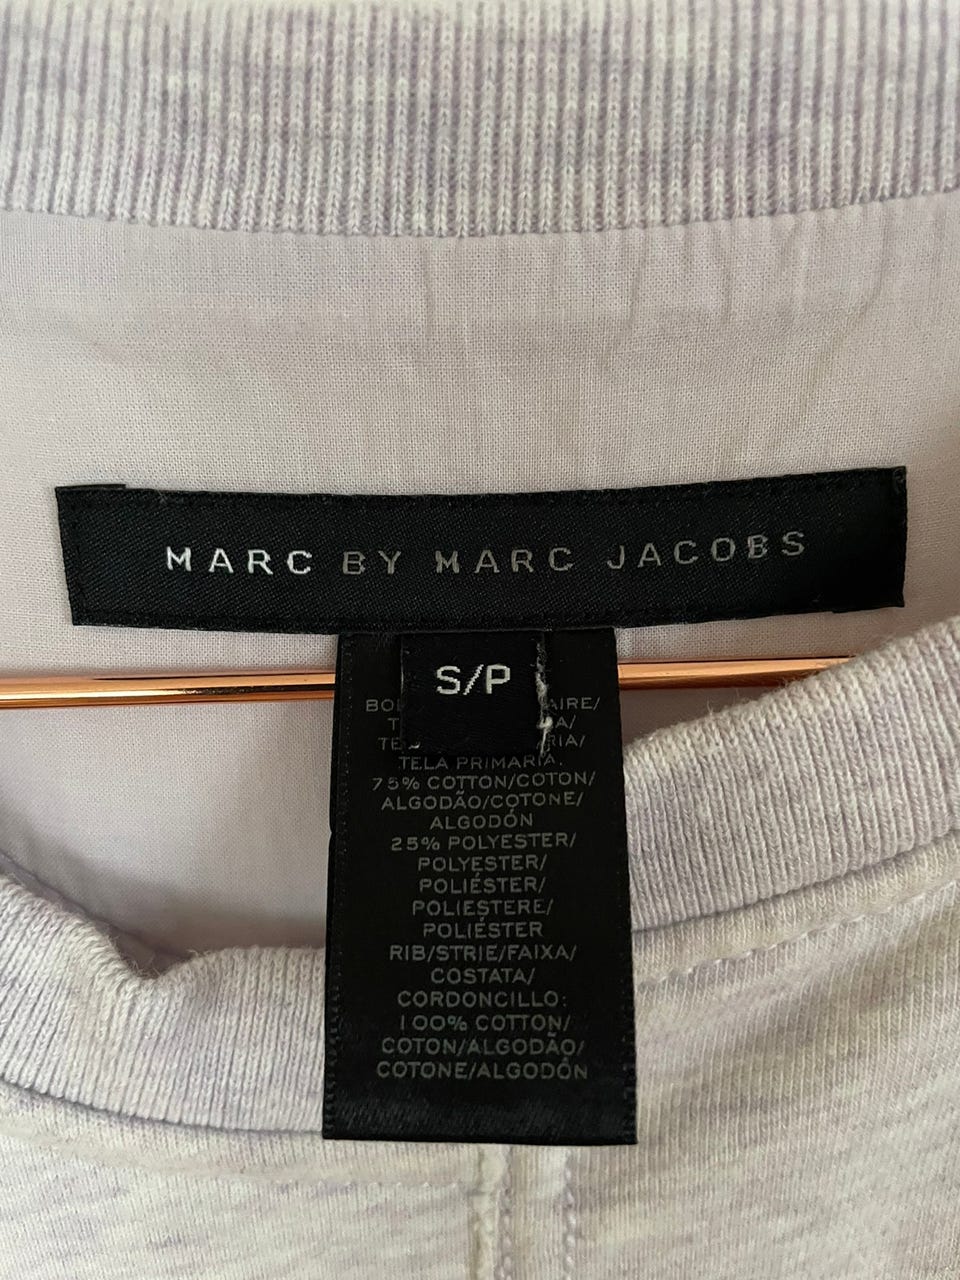 MARC BY MARC JACOBS
S/P
TELA PRIMARIA:
75% COTTON/COTON/
ALGODÃO/COTONE/
ALGODÓN
25% POLYESTER/
POLYESTER/
POLIÉSTER/
POLIESTERE/
POLIÉSTER
RIB/STRIE/FAIXA/
COSTATA/
CORDONCILLO:
100% COTTON/
COTON/ALGODÃO/
COTONE/ALGODÓN